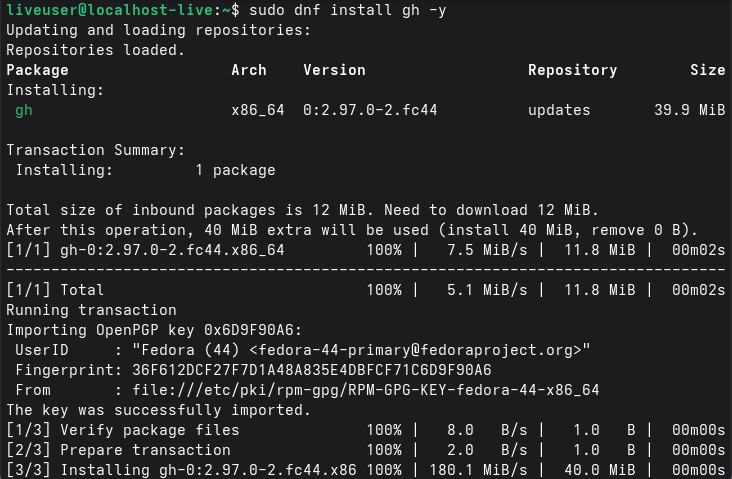 liveuser@localhost-live:~$ sudo dnf install gh -y
Updating and loading repositories:
Repositories loaded.
Package                  Arch    Version                  Repository        Size
Installing:
 gh                      x86_64  0:2.97.0-2.fc44          updates       39.9 MiB

Transaction Summary:
 Installing:         1 package

Total size of inbound packages is 12 MiB. Need to download 12 MiB.
After this operation, 40 MiB extra will be used (install 40 MiB, remove 0 B).
[1/1] gh-0:2.97.0-2.fc44.x86_64         100% |   7.5 MiB/s |  11.8 MiB |  00m02s
--------------------------------------------------------------------------------
[1/1] Total                             100% |   5.1 MiB/s |  11.8 MiB |  00m02s
Running transaction
Importing OpenPGP key 0x6D9F90A6:
 UserID     : "Fedora (44) <fedora-44-primary@fedoraproject.org>"
 Fingerprint: 36F612DCF27F7D1A48A835E4DBFCF71C6D9F90A6
 From       : file:///etc/pki/rpm-gpg/RPM-GPG-KEY-fedora-44-x86_64
The key was successfully imported.
[1/3] Verify package files              100% |   8.0   B/s |   1.0   B |  00m00s
[2/3] Prepare transaction               100% |   2.0   B/s |   1.0   B |  00m00s
[3/3] Installing gh-0:2.97.0-2.fc44.x86 100% | 180.1 MiB/s |  40.0 MiB |  00m00s